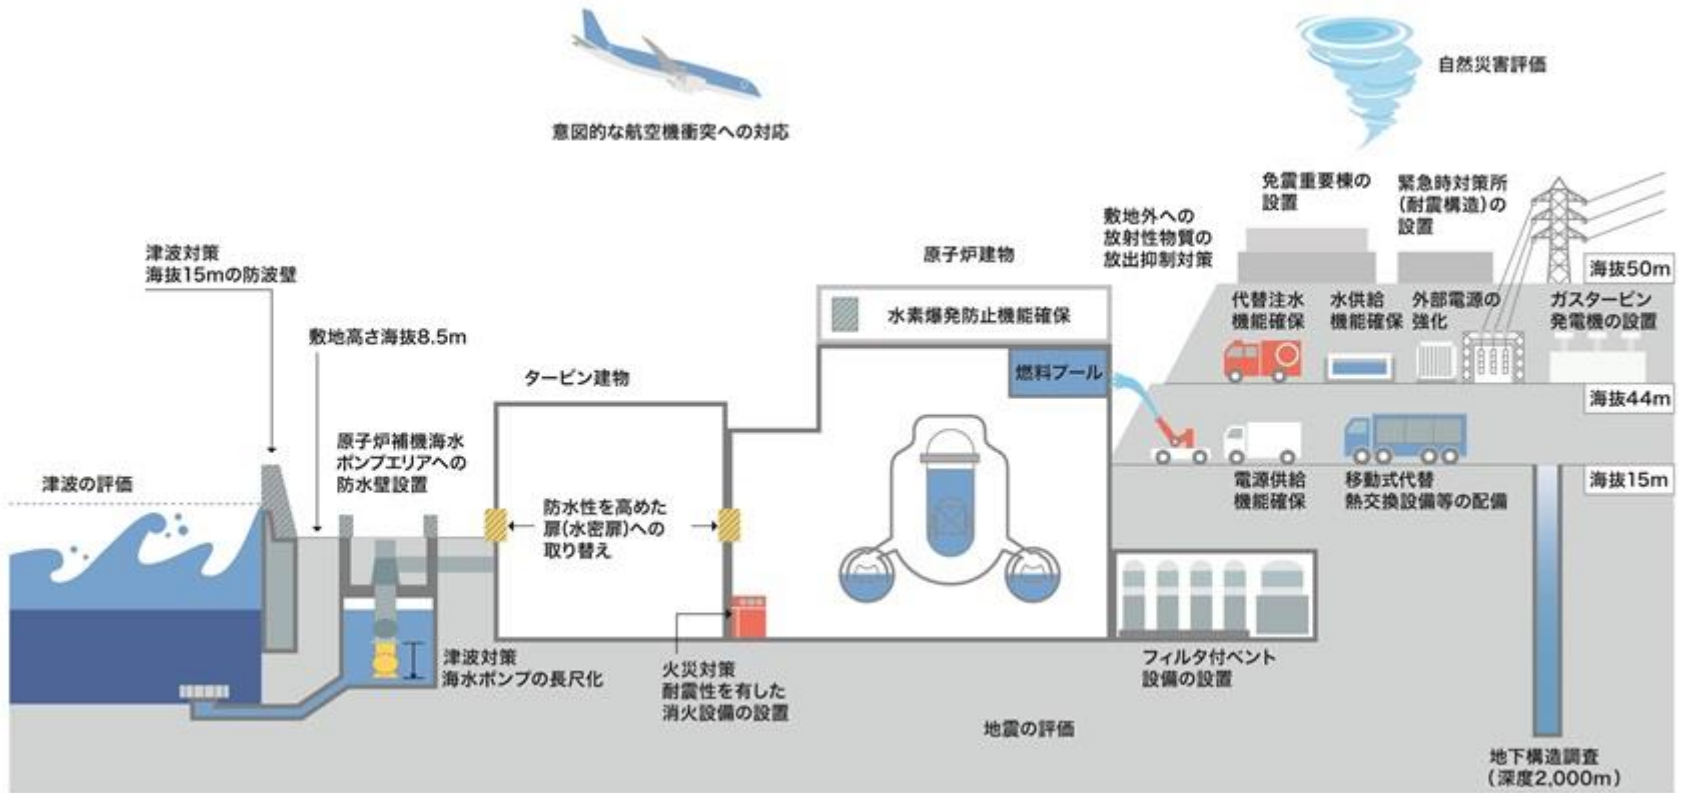 自然災害評価
意図的な航空機衝突への対応
免震重要棟の
設置
緊急時対策所
(耐震構造)の
設置
敷地外への
放射性物質の
放出抑制対策
津波対策
海抜15mの防波壁
原子炉建物
海抜50m
代替注水
機能確保
水供給
機能確保
外部電源の
強化
ガスタービン
発電機の設置
水素爆発防止機能確保
敷地高さ海抜8.5m
タービン建物
燃料プール
海抜44m
原子炉補機海水
ポンプエリアへの
防水壁設置
津波の評価
電源供給
機能確保
移動式代替
熱交換設備等の配備
海抜15m
防水性を高めた
扉(水密扉)への
取り替え
津波対策
海水ポンプの長尺化
火災対策
耐震性を有した
消火設備の設置
フィルタ付ベント
設備の設置
地震の評価
地下構造調査
(深度2,000m)